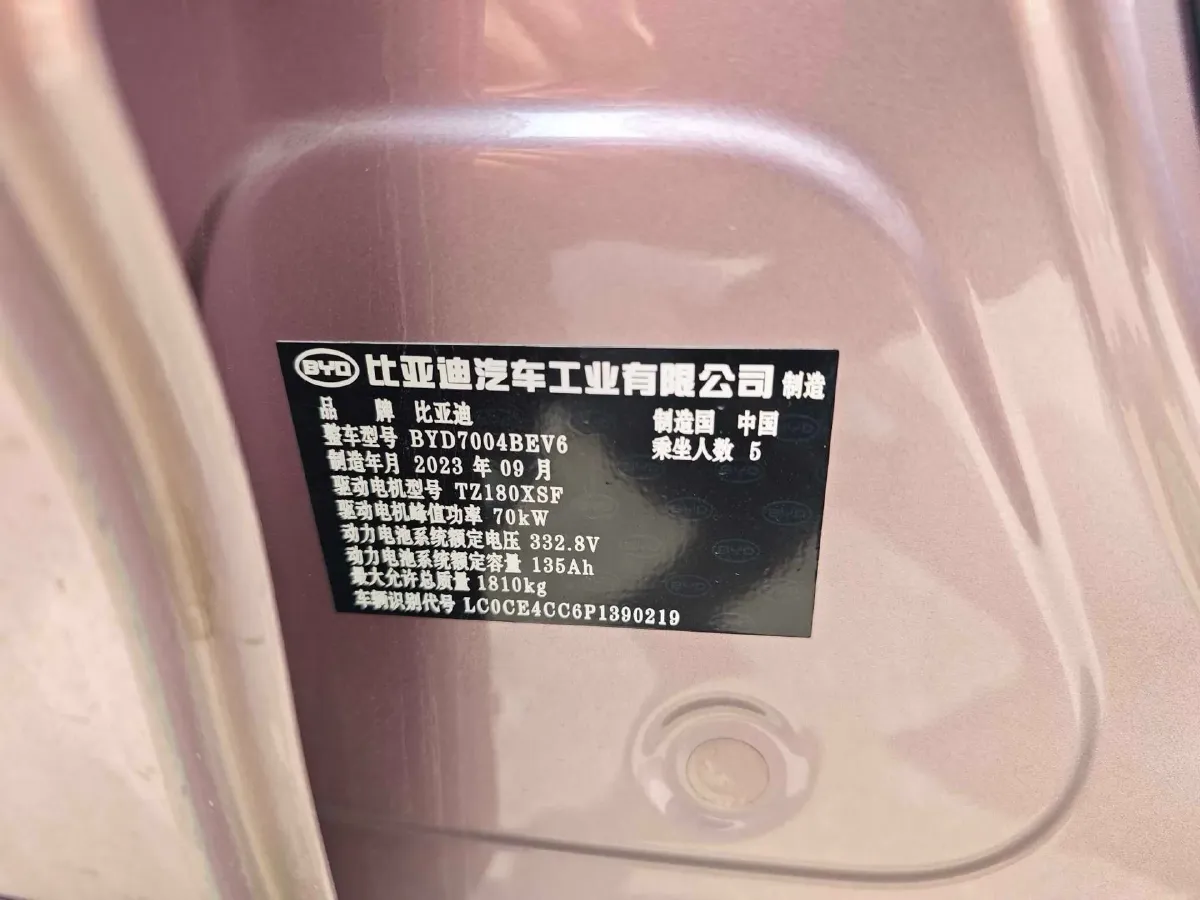 BYD 比亚迪汽车工业有限公司 制造
品 牌 比亚迪 制造国 中国
整车型号 BYD7004BEV6 乘坐人数 5
制造年月 2023 年 09 月
驱动电机型号 TZ180XSF
驱动电机峰值功率 70kW
动力电池系统额定电压 332.8V
动力电池系统额定容量 135Ah
最大允许总质量 1810kg
车辆识别代号 LC0CE4CC6P1390219